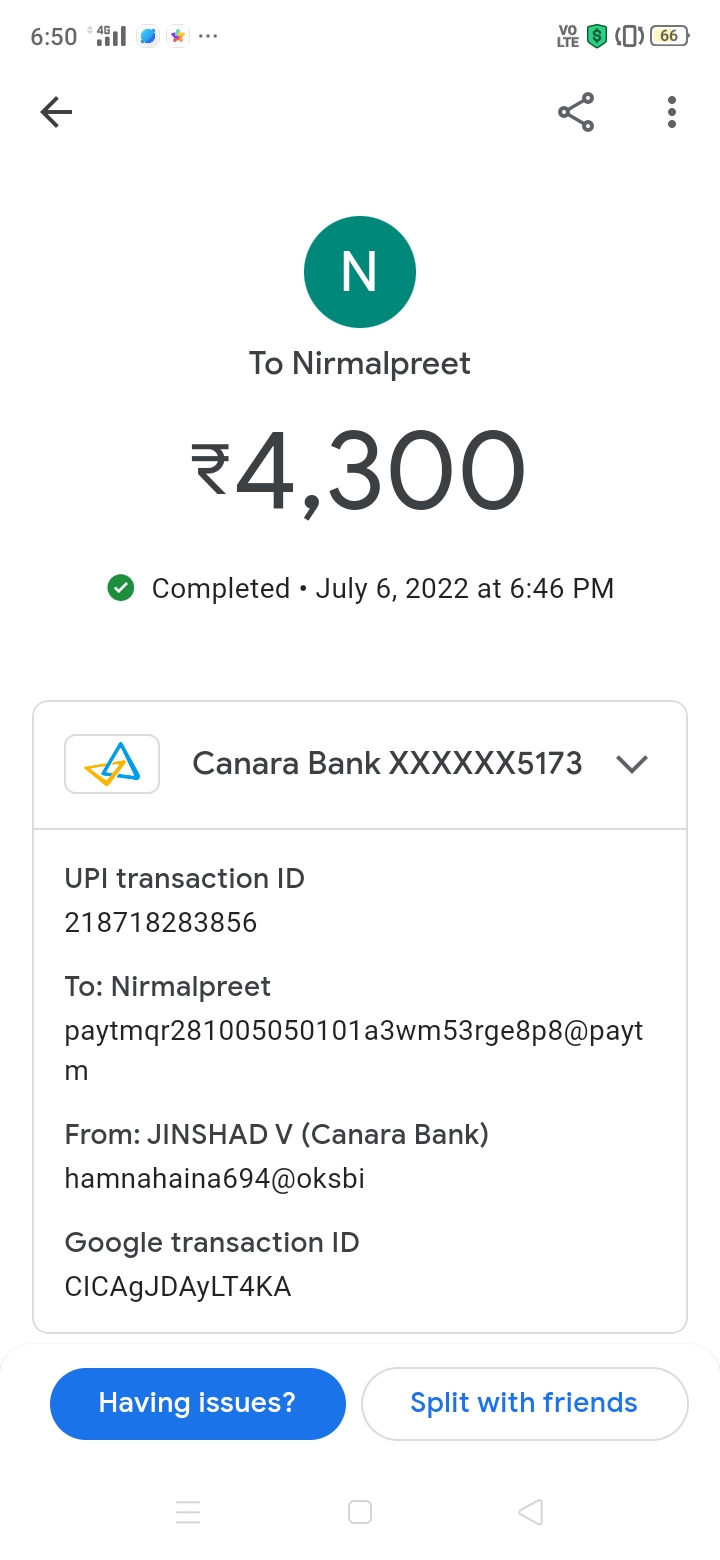 6:50 4G VO LTE 66
N
To Nirmalpreet
₹4,300
Completed • July 6, 2022 at 6:46 PM
Canara Bank XXXXXX5173
UPI transaction ID
218718283856
To: Nirmalpreet
paytmqr281005050101a3wm53rge8p8@payt
m
From: JINSHAD V (Canara Bank)
hamnahaina694@oksbi
Google transaction ID
CICAgJDAyLT4KA
Having issues? Split with friends